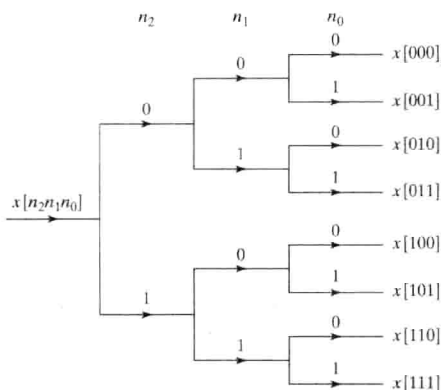 n₂ n₁ n₀
0 x[000]
0
1 x[001]
0
0 x[010]
1
1 x[011]
x[n₂n₁n₀]
0 x[100]
0
1 x[101]
1
0 x[110]
1
1 x[111]